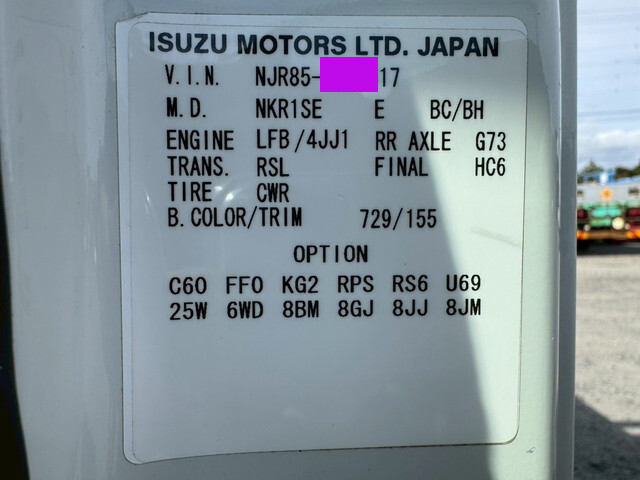 ISUZU MOTORS LTD. JAPAN
V.I.N. NJR85- 17
M.D. NKR1SE E BC/BH
ENGINE LFB/4JJ1 RR AXLE G73
TRANS. RSL FINAL HC6
TIRE CWR
B.COLOR/TRIM 729/155
OPTION
C60 FF0 KG2 RPS RS6 U69
25W 6WD 8BM 8GJ 8JJ 8JM